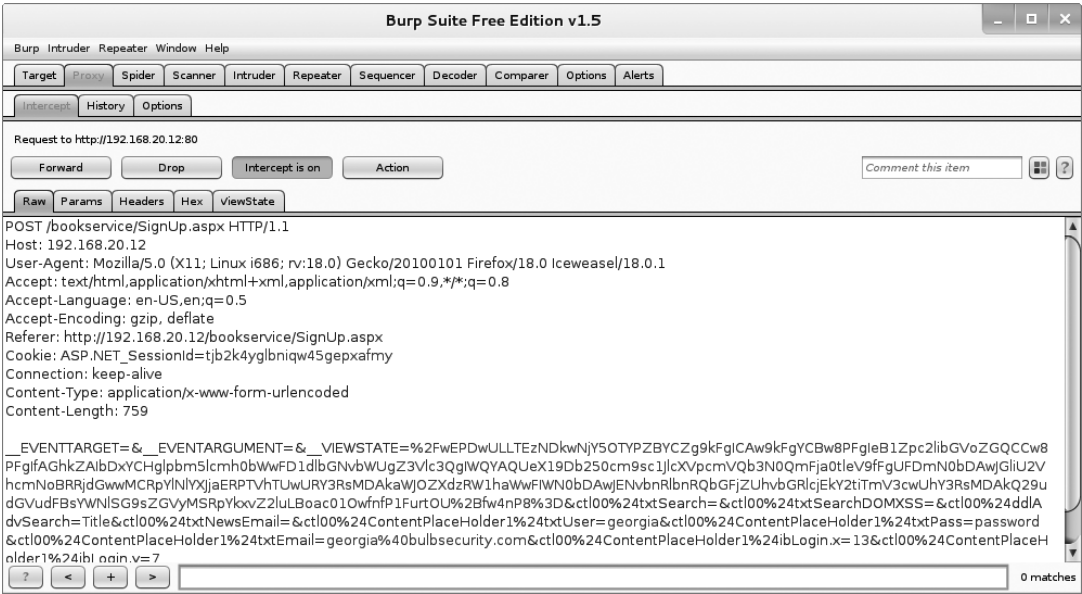 Burp Suite Free Edition v1.5
Burp Intruder Repeater Window Help
Target Proxy Spider Scanner Intruder Repeater Sequencer Decoder Comparer Options Alerts
Intercept History Options
Request to http://192.168.20.12:80
Forward Drop Intercept is on Action Comment this item ?
Raw Params Headers Hex ViewState
POST /bookservice/SignUp.aspx HTTP/1.1
Host: 192.168.20.12
User-Agent: Mozilla/5.0 (X11; Linux i686; rv:18.0) Gecko/20100101 Firefox/18.0 Iceweasel/18.0.1
Accept: text/html,application/xhtml+xml,application/xml;q=0.9,*/*;q=0.8
Accept-Language: en-US,en;q=0.5
Accept-Encoding: gzip, deflate
Referer: http://192.168.20.12/bookservice/SignUp.aspx
Cookie: ASP.NET_SessionId=tjb2k4yglbniqw45gepxafmy
Connection: keep-alive
Content-Type: application/x-www-form-urlencoded
Content-Length: 759
__EVENTTARGET=&__EVENTARGUMENT=&__VIEWSTATE=%2FwEPDwULLTEzNDkwNjY5OTYPZBYCZg9kFgICAw9kFgYCBw8PFgIeB1Zpc2libGVoZGQCCw8
PFgIfAGhkZAIbDxYCHglpbm5lcmh0bWwFD1dlbGNvbWUgZ3Vlc3QgIWQYAQUeX19Db250cm9sc1JlcXVpcmVQb3N0QmFja0tleV9fFgUFDmN0bDAwJGliU2V
hcmNoBRRjdGwwMCRpYlNlYXJjaERPTVhTUwURY3RsMDAkaWJOZXdzRW1haWwFIWN0bDAwJENvbnRlbnRQbGFjZUhvbGRlcjEkY2tiTmV3cwUhY3RsMDAkQ29u
dGVudFBsYWNlSG9sZGVyMSRpYkxvZ2luLBoac01OwfnfP1FurtOU%2Bfw4nP8%3D&ctl00%24txtSearch=&ctl00%24txtSearchDOMXSS=&ctl00%24ddlA
dvSearch=Title&ctl00%24txtNewsEmail=&ctl00%24ContentPlaceHolder1%24txtUser=georgia&ctl00%24ContentPlaceHolder1%24txtPass=password
&ctl00%24ContentPlaceHolder1%24txtEmail=georgia%40bulbsecurity.com&ctl00%24ContentPlaceHolder1%24ibLogin.x=13&ctl00%24ContentPlaceH
older1%24ibLogin.y=7
? < + > 0 matches